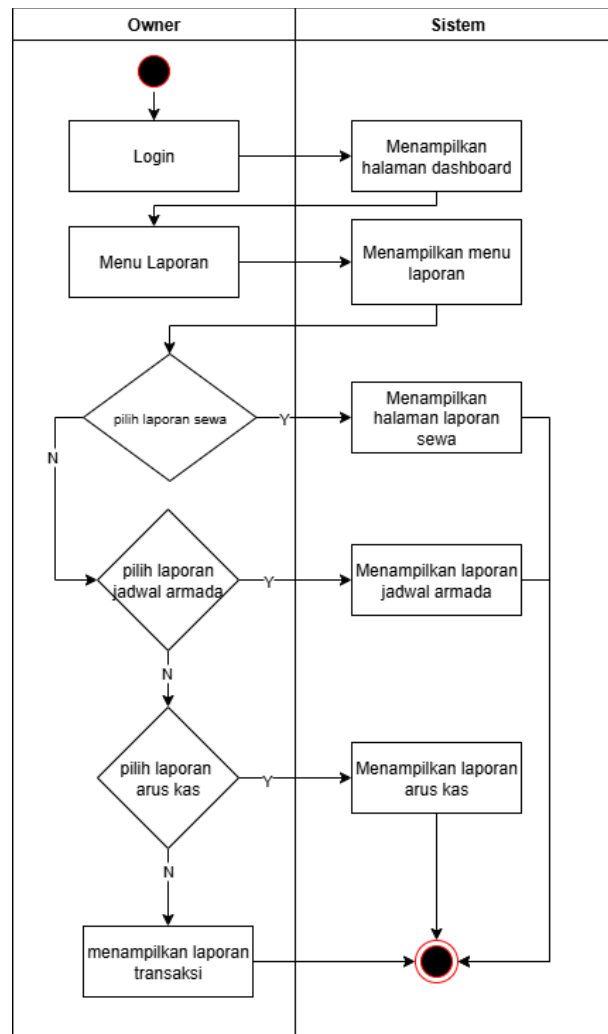 Owner
Sistem
Login
Menampilkan
halaman dashboard
Menu Laporan
Menampilkan menu
laporan
pilih laporan sewa
Y
Menampilkan
halaman laporan
sewa
N
pilih laporan
jadwal armada
Y
Menampilkan laporan
jadwal armada
N
pilih laporan
arus kas
Y
Menampilkan laporan
arus kas
N
menampilkan laporan
transaksi